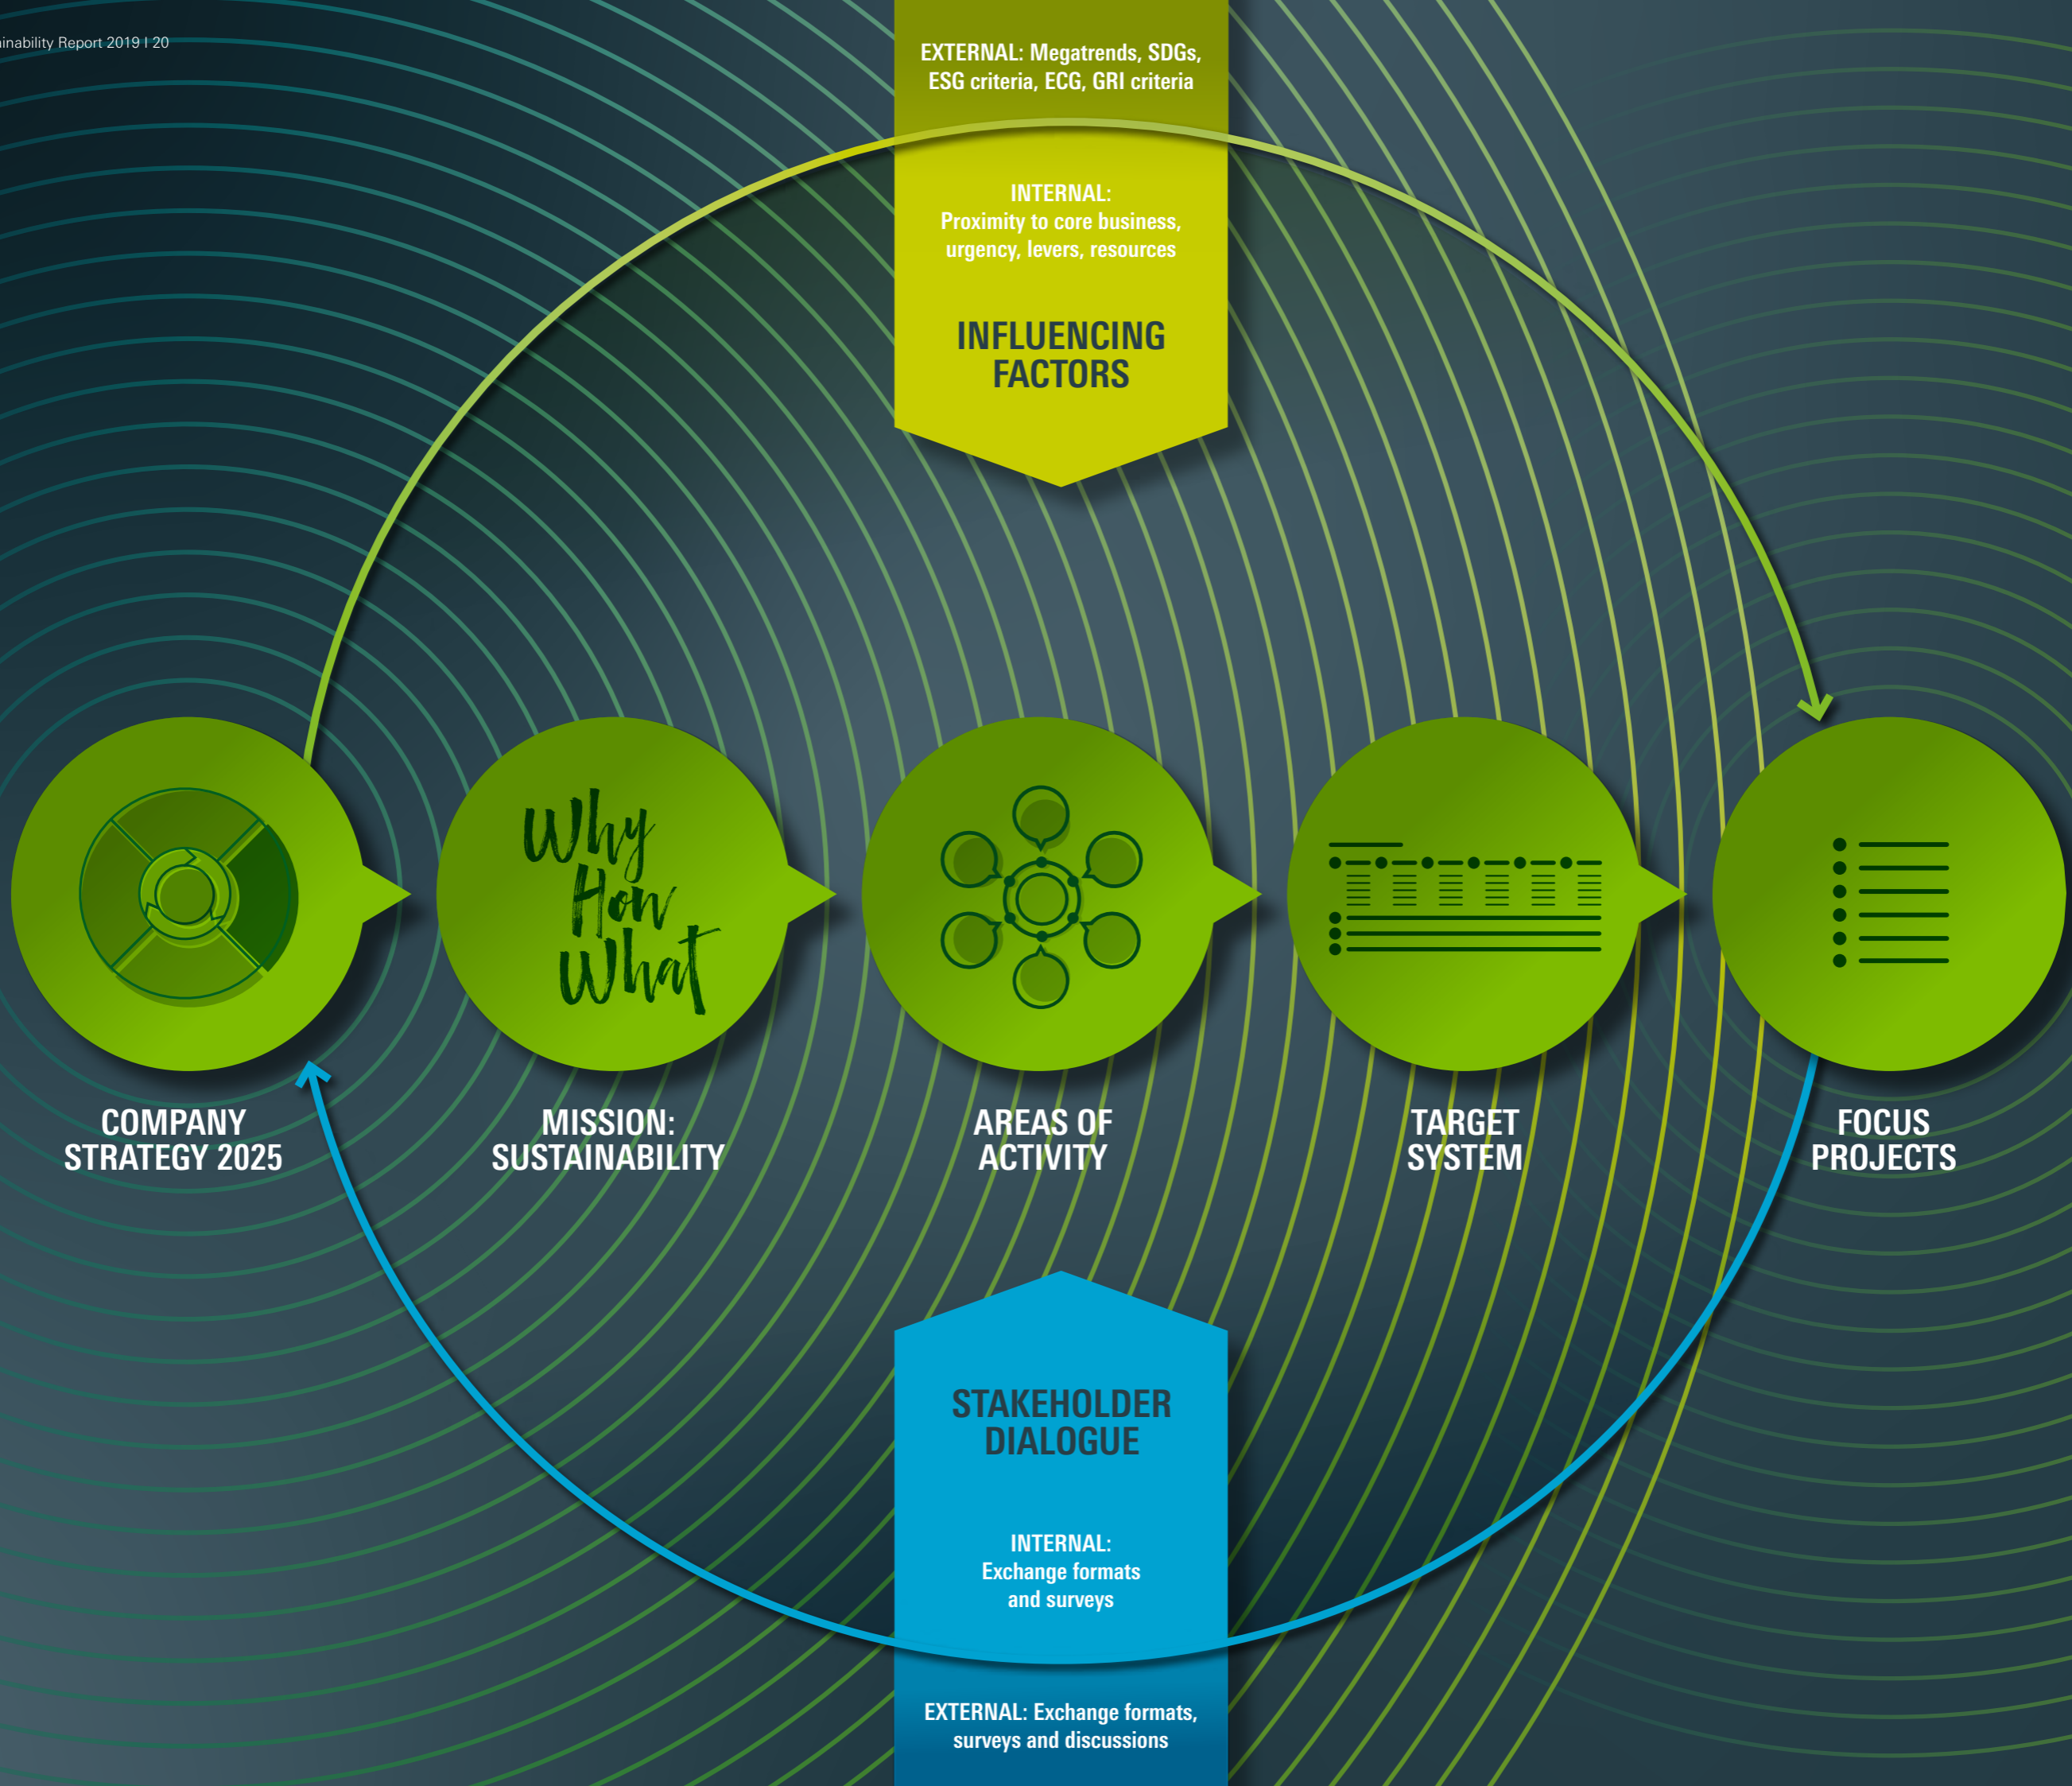 Report 2019 I 20
EXTERNAL: Megatrends, SDGs,
ESG criteria, ECG, GRI criteria
INTERNAL:
Proximity to core business,
urgency, levers, resources
INFLUENCING
FACTORS
Why
How
What
COMPANY
STRATEGY 2025
MISSION:
SUSTAINABILITY
AREAS OF
ACTIVITY
TARGET
SYSTEM
FOCUS
PROJECTS
STAKEHOLDER
DIALOGUE
INTERNAL:
Exchange formats
and surveys
EXTERNAL: Exchange formats,
surveys and discussions